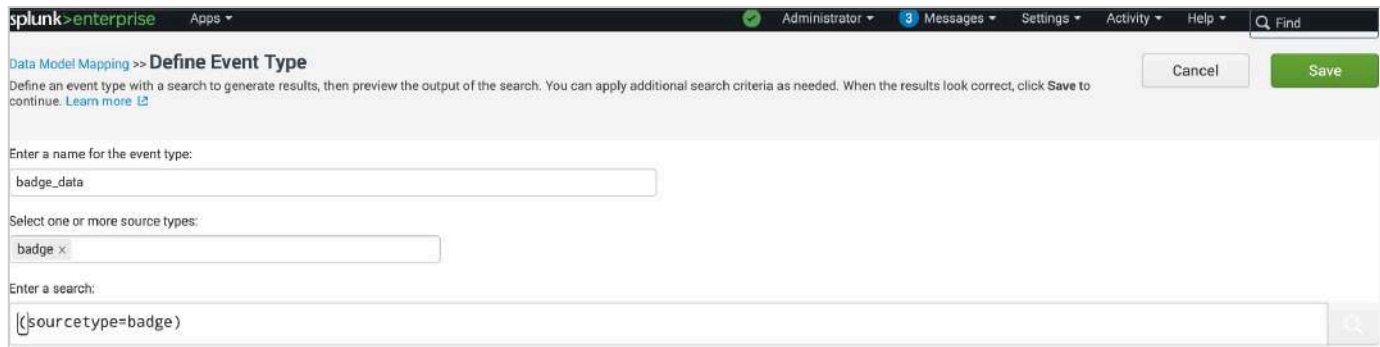 splunk>enterprise Apps Administrator 3 Messages Settings Activity Help Find
Data Model Mapping >> Define Event Type
Cancel Save
Define an event type with a search to generate results, then preview the output of the search. You can apply additional search criteria as needed. When the results look correct, click Save to
continue. Learn more
Enter a name for the event type:
badge_data
Select one or more source types:
badge ×
Enter a search:
(sourcetype=badge)